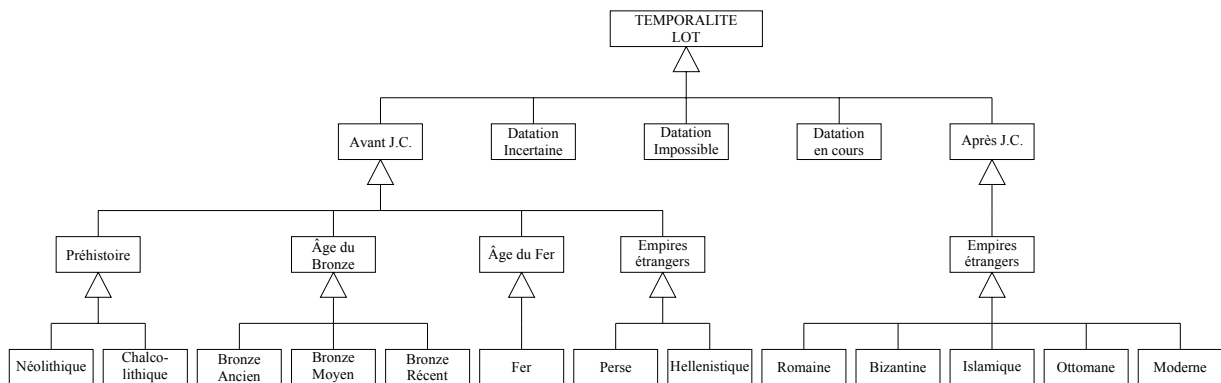 TEMPORALITE
LOT
Avant J.C.
Datation
Incertaine
Datation
Impossible
Datation
en cours
Après J.C.
Préhistoire
Âge du
Bronze
Âge du Fer
Empires
étrangers
Empires
étrangers
Néolithique
Chalco-
lithique
Bronze
Ancien
Bronze
Moyen
Bronze
Récent
Fer
Perse
Hellenistique
Romaine
Bizantine
Islamique
Ottomane
Moderne